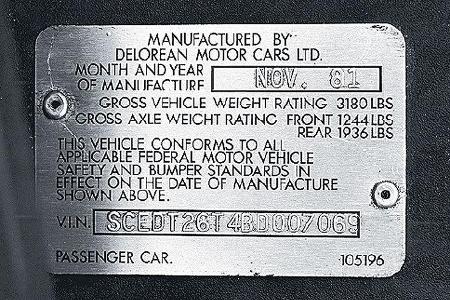 MANUFACTURED BY
DELOREAN MOTOR CARS LTD.
MONTH AND YEAR
OF MANUFACTURE NOV. 81
GROSS VEHICLE WEIGHT RATING 3180 LBS
GROSS AXLE WEIGHT RATING FRONT 1244 LBS
REAR 1936 LBS
THIS VEHICLE CONFORMS TO ALL
APPLICABLE FEDERAL MOTOR VEHICLE
SAFETY AND BUMPER STANDARDS IN
EFFECT ON THE DATE OF MANUFACTURE
SHOWN ABOVE.
V.I.N. SCEDT26T4BD007069
PASSENGER CAR. 105196